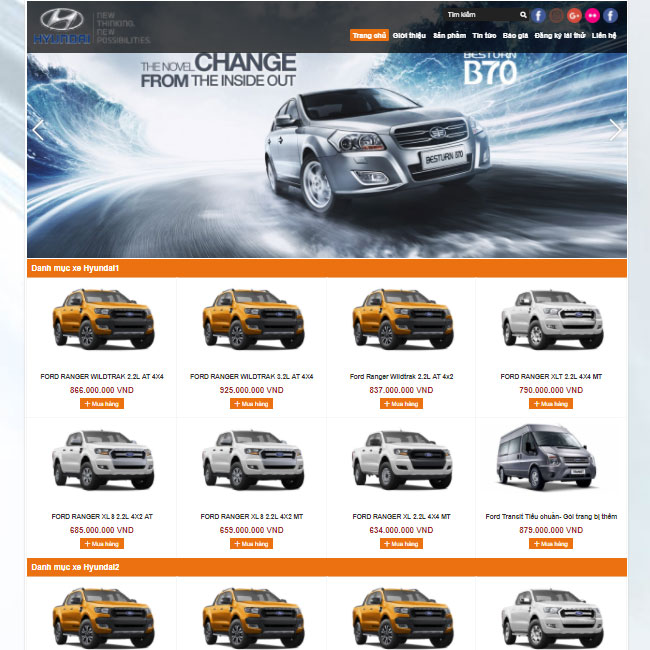 HYUNDAI
NEW
THINKING.
NEW
POSSIBILITIES.
Tìm kiếm
Trang chủ Giới thiệu Sản phẩm Tin tức Báo giá Đăng ký lái thử Liên hệ
THE NOVEL CHANGE
FROM THE INSIDE OUT
BESTURN
B70
BESTURN B70
Danh mục xe Hyundai1
FORD RANGER WILDTRAK 2.2L AT 4X4
866.000.000 VND
Mua hàng
FORD RANGER WILDTRAK 3.2L AT 4X4
925.000.000 VND
Mua hàng
Ford Ranger Wildtrak 2.2L AT 4x2
837.000.000 VND
Mua hàng
FORD RANGER XLT 2.2L 4X4 MT
790.000.000 VND
Mua hàng
FORD RANGER XLS 2.2L 4X2 AT
685.000.000 VND
Mua hàng
FORD RANGER XLS 2.2L 4X2 MT
659.000.000 VND
Mua hàng
FORD RANGER XL 2.2L 4X4 MT
634.000.000 VND
Mua hàng
Ford Transit Tiêu chuẩn- Gói trang bị thêm
879.000.000 VND
Mua hàng
Danh mục xe Hyundai2